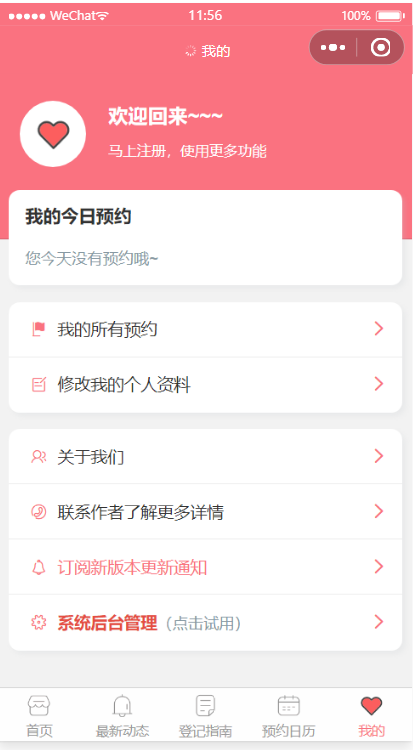 WeChat
11:56
100%
我的
欢迎回来~~~
马上注册，使用更多功能
我的今日预约
您今天没有预约哦~
我的所有预约
修改我的个人资料
关于我们
联系作者了解更多详情
订阅新版本更新通知
系统后台管理（点击试用）
首页
最新动态
登记指南
预约日历
我的